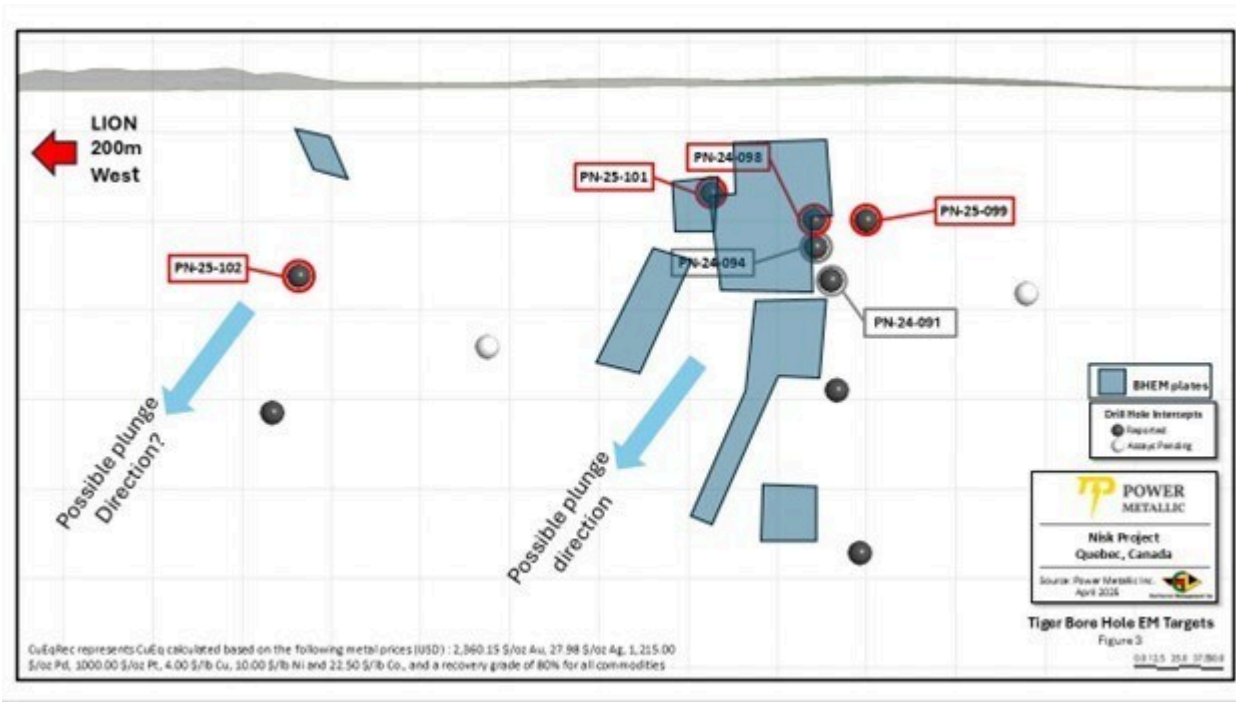 LION
200m
West
PN-24-098
PN-25-101
PN-25-099
PN-24-094
PN-25-102
PN-24-091
Possible plunge
Direction?
Possible plunge
direction
BHEM plates
Drill Hole Intercepts
Reported
Assays Pending
POWER
METALLIC
Nisk Project
Quebec, Canada
Source: Power Metallic Inc.
April 2025
Tiger Bore Hole EM Targets
Figure 3
CuEqRec represents CuEq calculated based on the following metal prices (USD) : 2,360.15 $/oz Au, 27.98 $/oz Ag, 1,215.00
$/oz Pd, 1000.00 $/oz Pt, 4.00 $/lb Cu, 10.00 $/lb Ni and 22.50 $/lb Co., and a recovery grade of 80% for all commodities